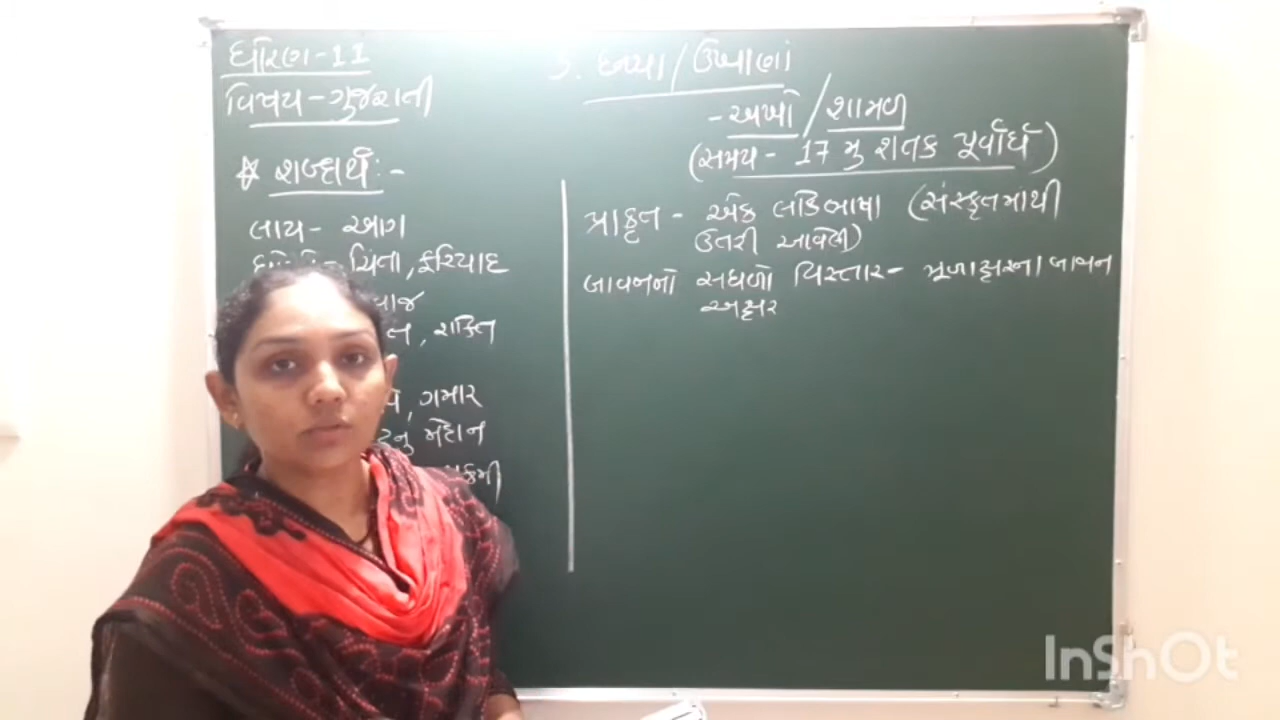 ધોરણ-11
વિષય-ગુજરાતી
* શબ્દાર્થ:-
લાય - આગ
ચિંતા, ફરિયાદ
, શક્તિ
, ગમાર
મેદાન
છપ્પા/ઉખાણાં
-અખો/શામળ
(સમય- 17 મુ શતક પૂર્વાર્ધ)
પ્રાકૃત - એક લોકભાષા (સંસ્કૃતમાંથી
ઉતરી આવેલી)
બાવનનો સઘળો વિસ્તાર- મૂળાક્ષરના બાવન
અક્ષર
InShOt